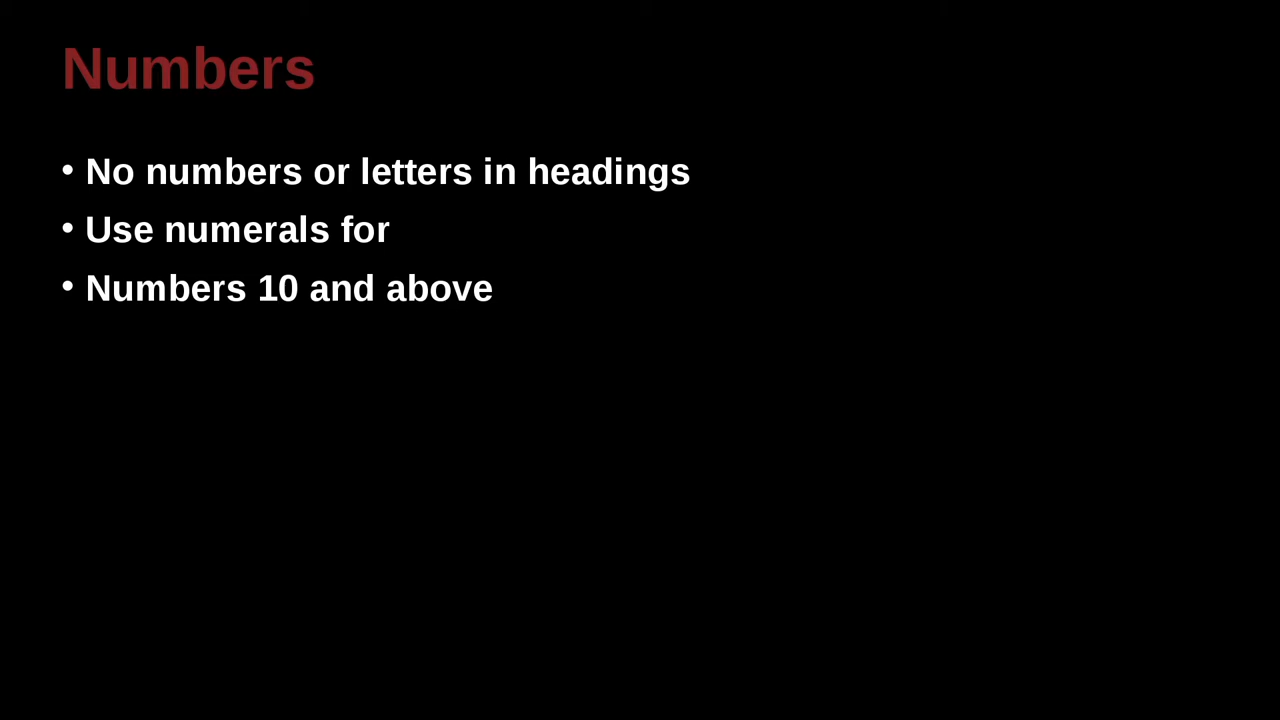 Numbers
• No numbers or letters in headings
• Use numerals for
• Numbers 10 and above